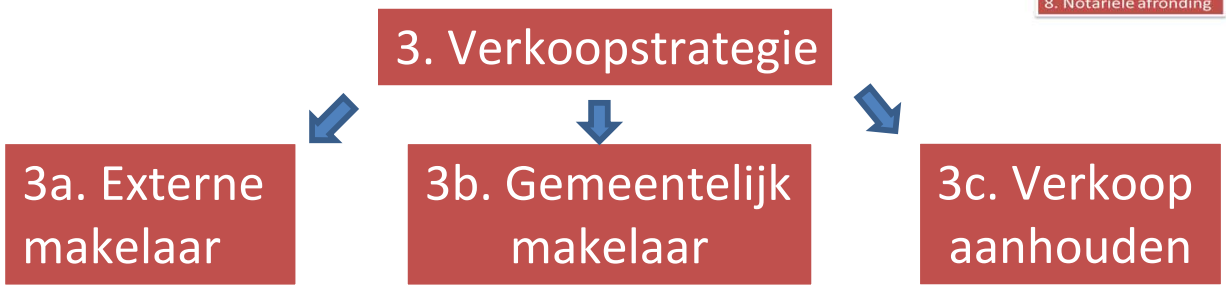 8. Notariële afronding
3. Verkoopstrategie
3a. Externe
makelaar
3b. Gemeentelijk
makelaar
3c. Verkoop
aanhouden